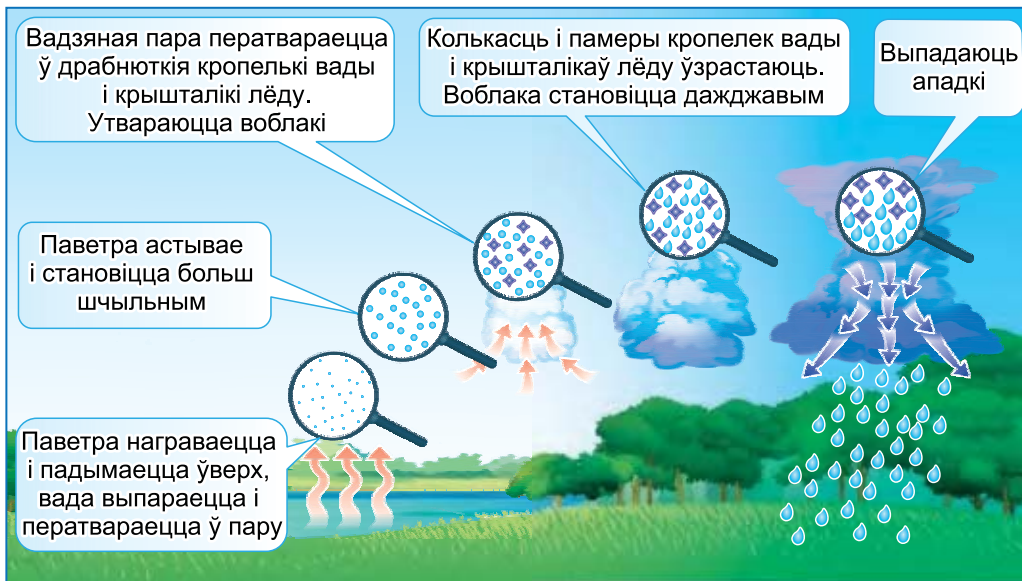 Вадзяная пара ператвараецца
ў драбнюткія кропелькі вады
і крышталікі лёду.
Утвараюцца воблакі
Колькасць і памеры кропелек вады
і крышталікаў лёду ўзрастаюць.
Воблака становіцца дажджавым
Выпадаюць
ападкі
Паветра астывае
і становіцца больш
шчыльным
Паветра награваецца
і падымаецца ўверх,
вада выпараецца і
ператвараецца ў пару